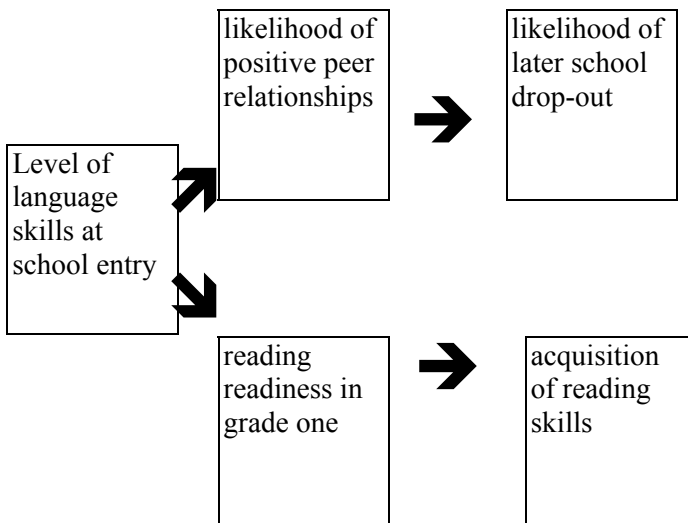 Level of
language
skills at
school entry
likelihood of
positive peer
relationships
likelihood of
later school
drop-out
reading
readiness in
grade one
acquisition
of reading
skills